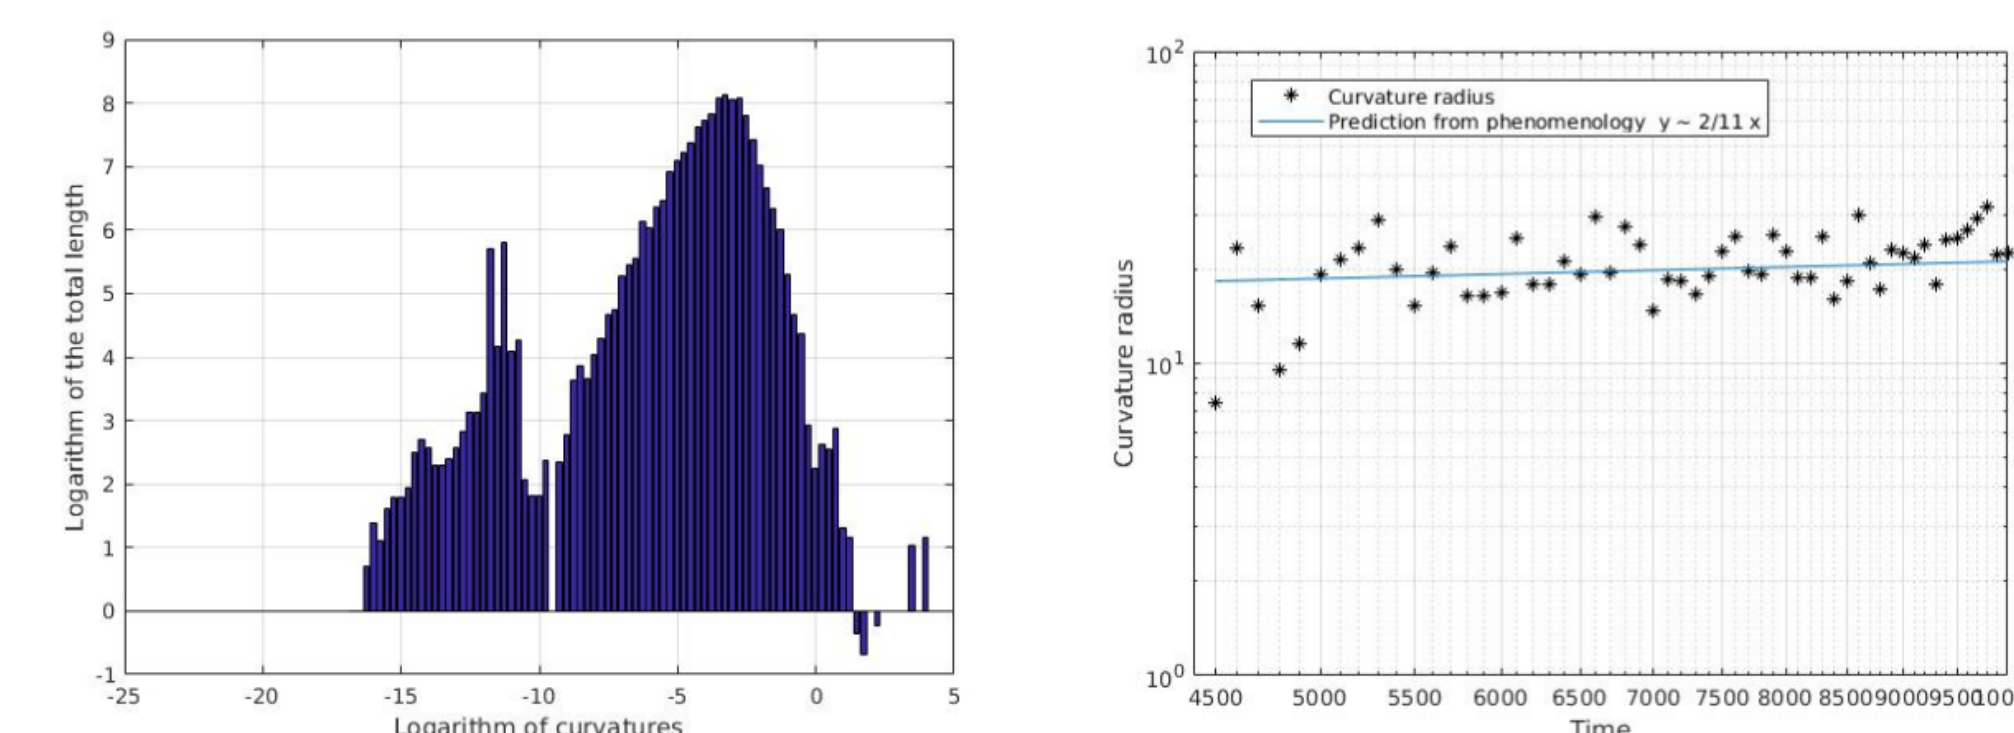 9
8
7
6
5
4
3
2
1
0
-1
Logarithm of the total length
-25 -20 -15 -10 -5 0 5
Logarithm of curvatures
10^2
10^1
10^0
Curvature radius
Curvature radius
Prediction from phenomenology y ~ 2/11 x
4500 5000 5500 6000 6500 7000 7500 8000 8500 9000 9500 100
Time